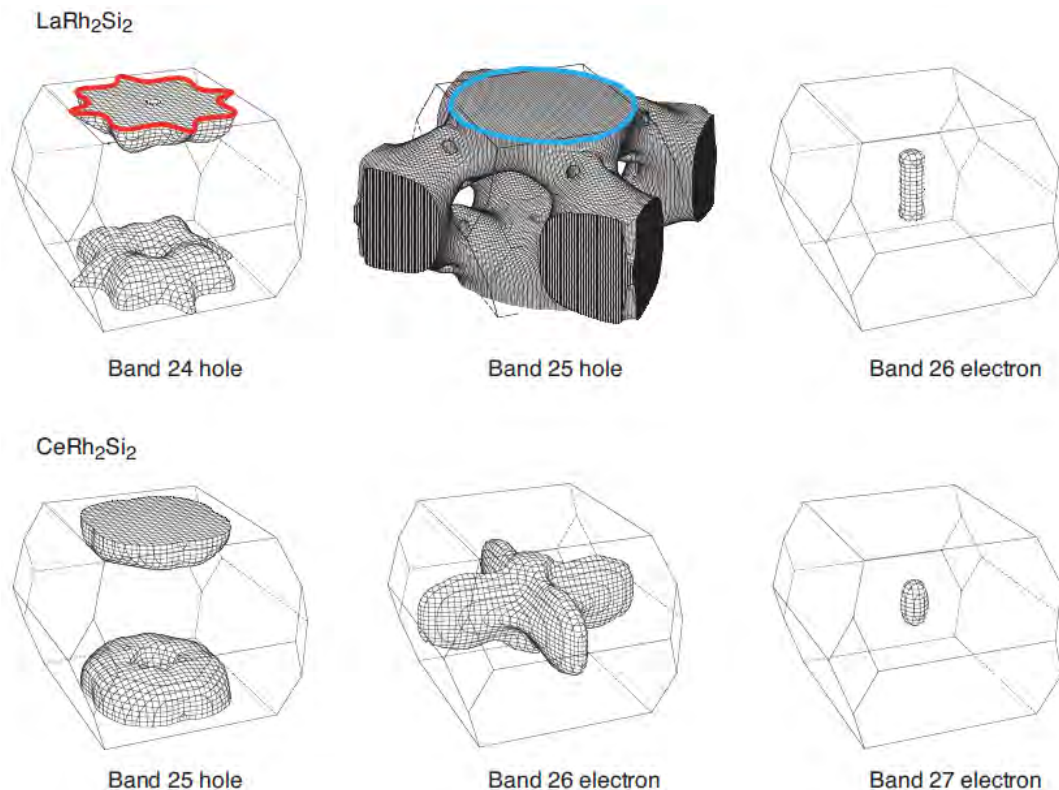 LaRh₂Si₂
Band 24 hole
Band 25 hole
Band 26 electron
CeRh₂Si₂
Band 25 hole
Band 26 electron
Band 27 electron